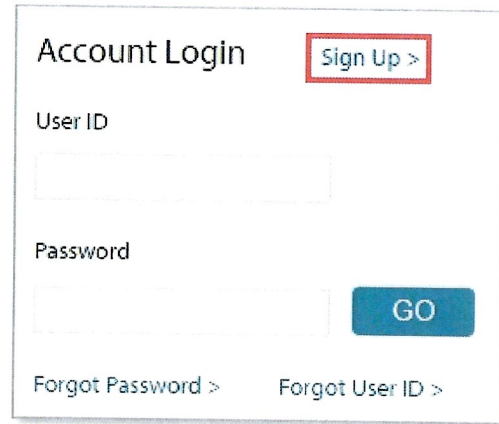 Account Login
Sign Up >
User ID
Password
GO
Forgot Password >
Forgot User ID >